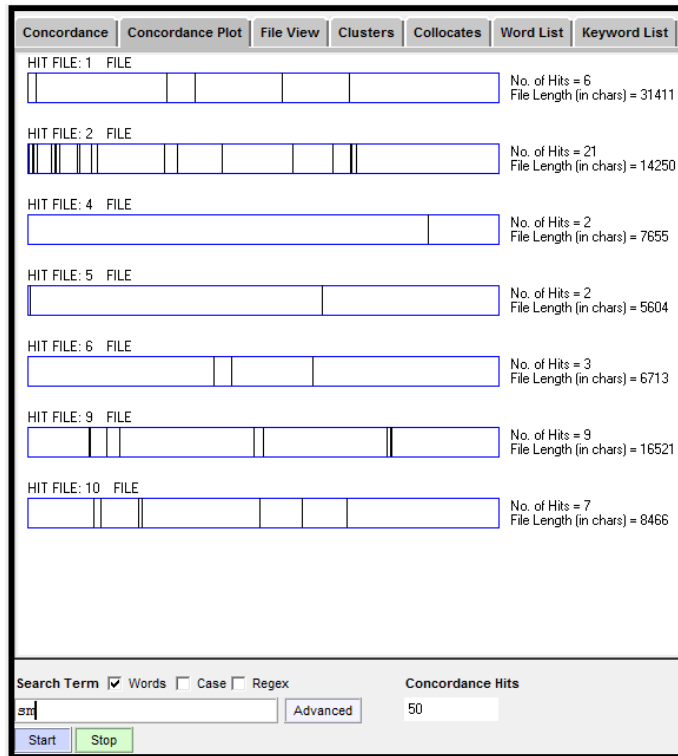 Concordance Concordance Plot File View Clusters Collocates Word List Keyword List
HIT FILE: 1 FILE
No. of Hits = 6
File Length (in chars) = 31411
HIT FILE: 2 FILE
No. of Hits = 21
File Length (in chars) = 14250
HIT FILE: 4 FILE
No. of Hits = 2
File Length (in chars) = 7655
HIT FILE: 5 FILE
No. of Hits = 2
File Length (in chars) = 5604
HIT FILE: 6 FILE
No. of Hits = 3
File Length (in chars) = 6713
HIT FILE: 9 FILE
No. of Hits = 9
File Length (in chars) = 16521
HIT FILE: 10 FILE
No. of Hits = 7
File Length (in chars) = 8466
Search Term Words Case Regex Concordance Hits
sm Advanced 50
Start Stop